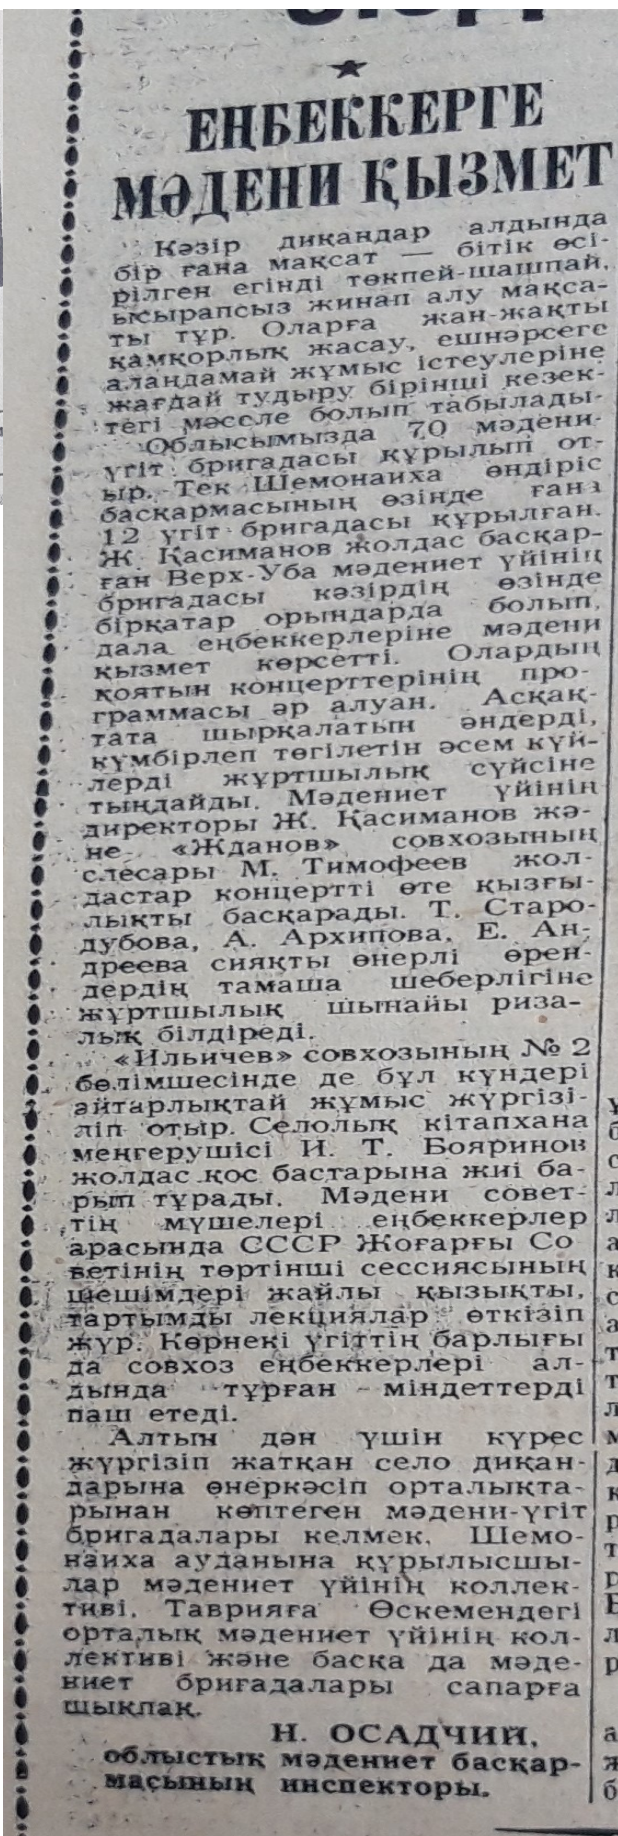 ЕҢБЕККЕРГЕ
МӘДЕНИ ҚЫЗМЕТ
Қәзір диқандар алдында
бір ғана мақсат — бітік өсі-
рілген егінді төкпей-шашпай,
ысырапсыз жинап алу мақса-
ты тұр. Оларға жан-жақты
қамқорлық жасау, ешнәрсеге
алаңдамай жұмыс істеулеріне
жағдай тудыру бірінші кезек-
тегі мәселе болып табылады.
Облысымызда 70 мәдени-
үгіт бригадасы құрылып от-
ыр. Тек Шемонаиха өндіріс
басқармасының өзінде ғана
12 үгіт бригадасы құрылған.
Ж. Қасиманов жолдас басқар-
ған Верх-Уба мәдениет үйінің
бригадасы кәзірдің өзінде
бірқатар орындарда болып,
дала еңбеккерлеріне мәдени
қызмет көрсетті. Олардың
қоятын концерттерінің про-
граммасы әр алуан. Асқақ-
тата шырқалатын әндерді,
күмбірлеп төгілетін әсем күй-
лерді жұртшылық сүйсіне
тыңдайды. Мәдениет үйінің
директоры Ж. Қасиманов жә-
не «Жданов» совхозының
слесары М. Тимофеев жол-
дастар концертті өте қызғы-
лықты басқарады. Т. Старо-
дубова, А. Архипова, Е. Ан-
дреева сияқты өнерлі өрен-
дердің тамаша шеберлігіне
жұртшылық шынайы риза-
лық білдіреді.
«Ильичев» совхозының № 2
бөлімшесінде де бұл күндері
айтарлықтай жұмыс жүргізі-
ліп отыр. Селолық кітапхана
меңгерушісі И. Т. Бояринов
жолдас қос бастарына жиі ба-
рып тұрады. Мәдени совет-
тің мүшелері еңбеккерлер
арасында СССР Жоғарғы Со
ветінің төртінші сессиясының
шешімдері жайлы қызықты,
тартымды лекциялар өткізіп
жүр. Көрнекі үгіттің барлығы
да совхоз еңбеккерлері ал-
дында тұрған міндеттерді
паш етеді.
Алтын дән үшін күрес
жүргізіп жатқан село диқан-
дарына өнеркәсіп орталықта-
рынан көптеген мәдени-үгіт
бригадалары келмек. Шемо-
наиха ауданына құрылысшы-
лар мәдениет үйінің коллек-
тиві, Таврияға Өскемендегі
орталық мәдениет үйінің кол-
лективі және басқа да мәде-
ниет бригадалары сапарға
шықпақ.
Н. ОСАДЧИЙ,
облыстық мәдениет басқар-
масының инспекторы.